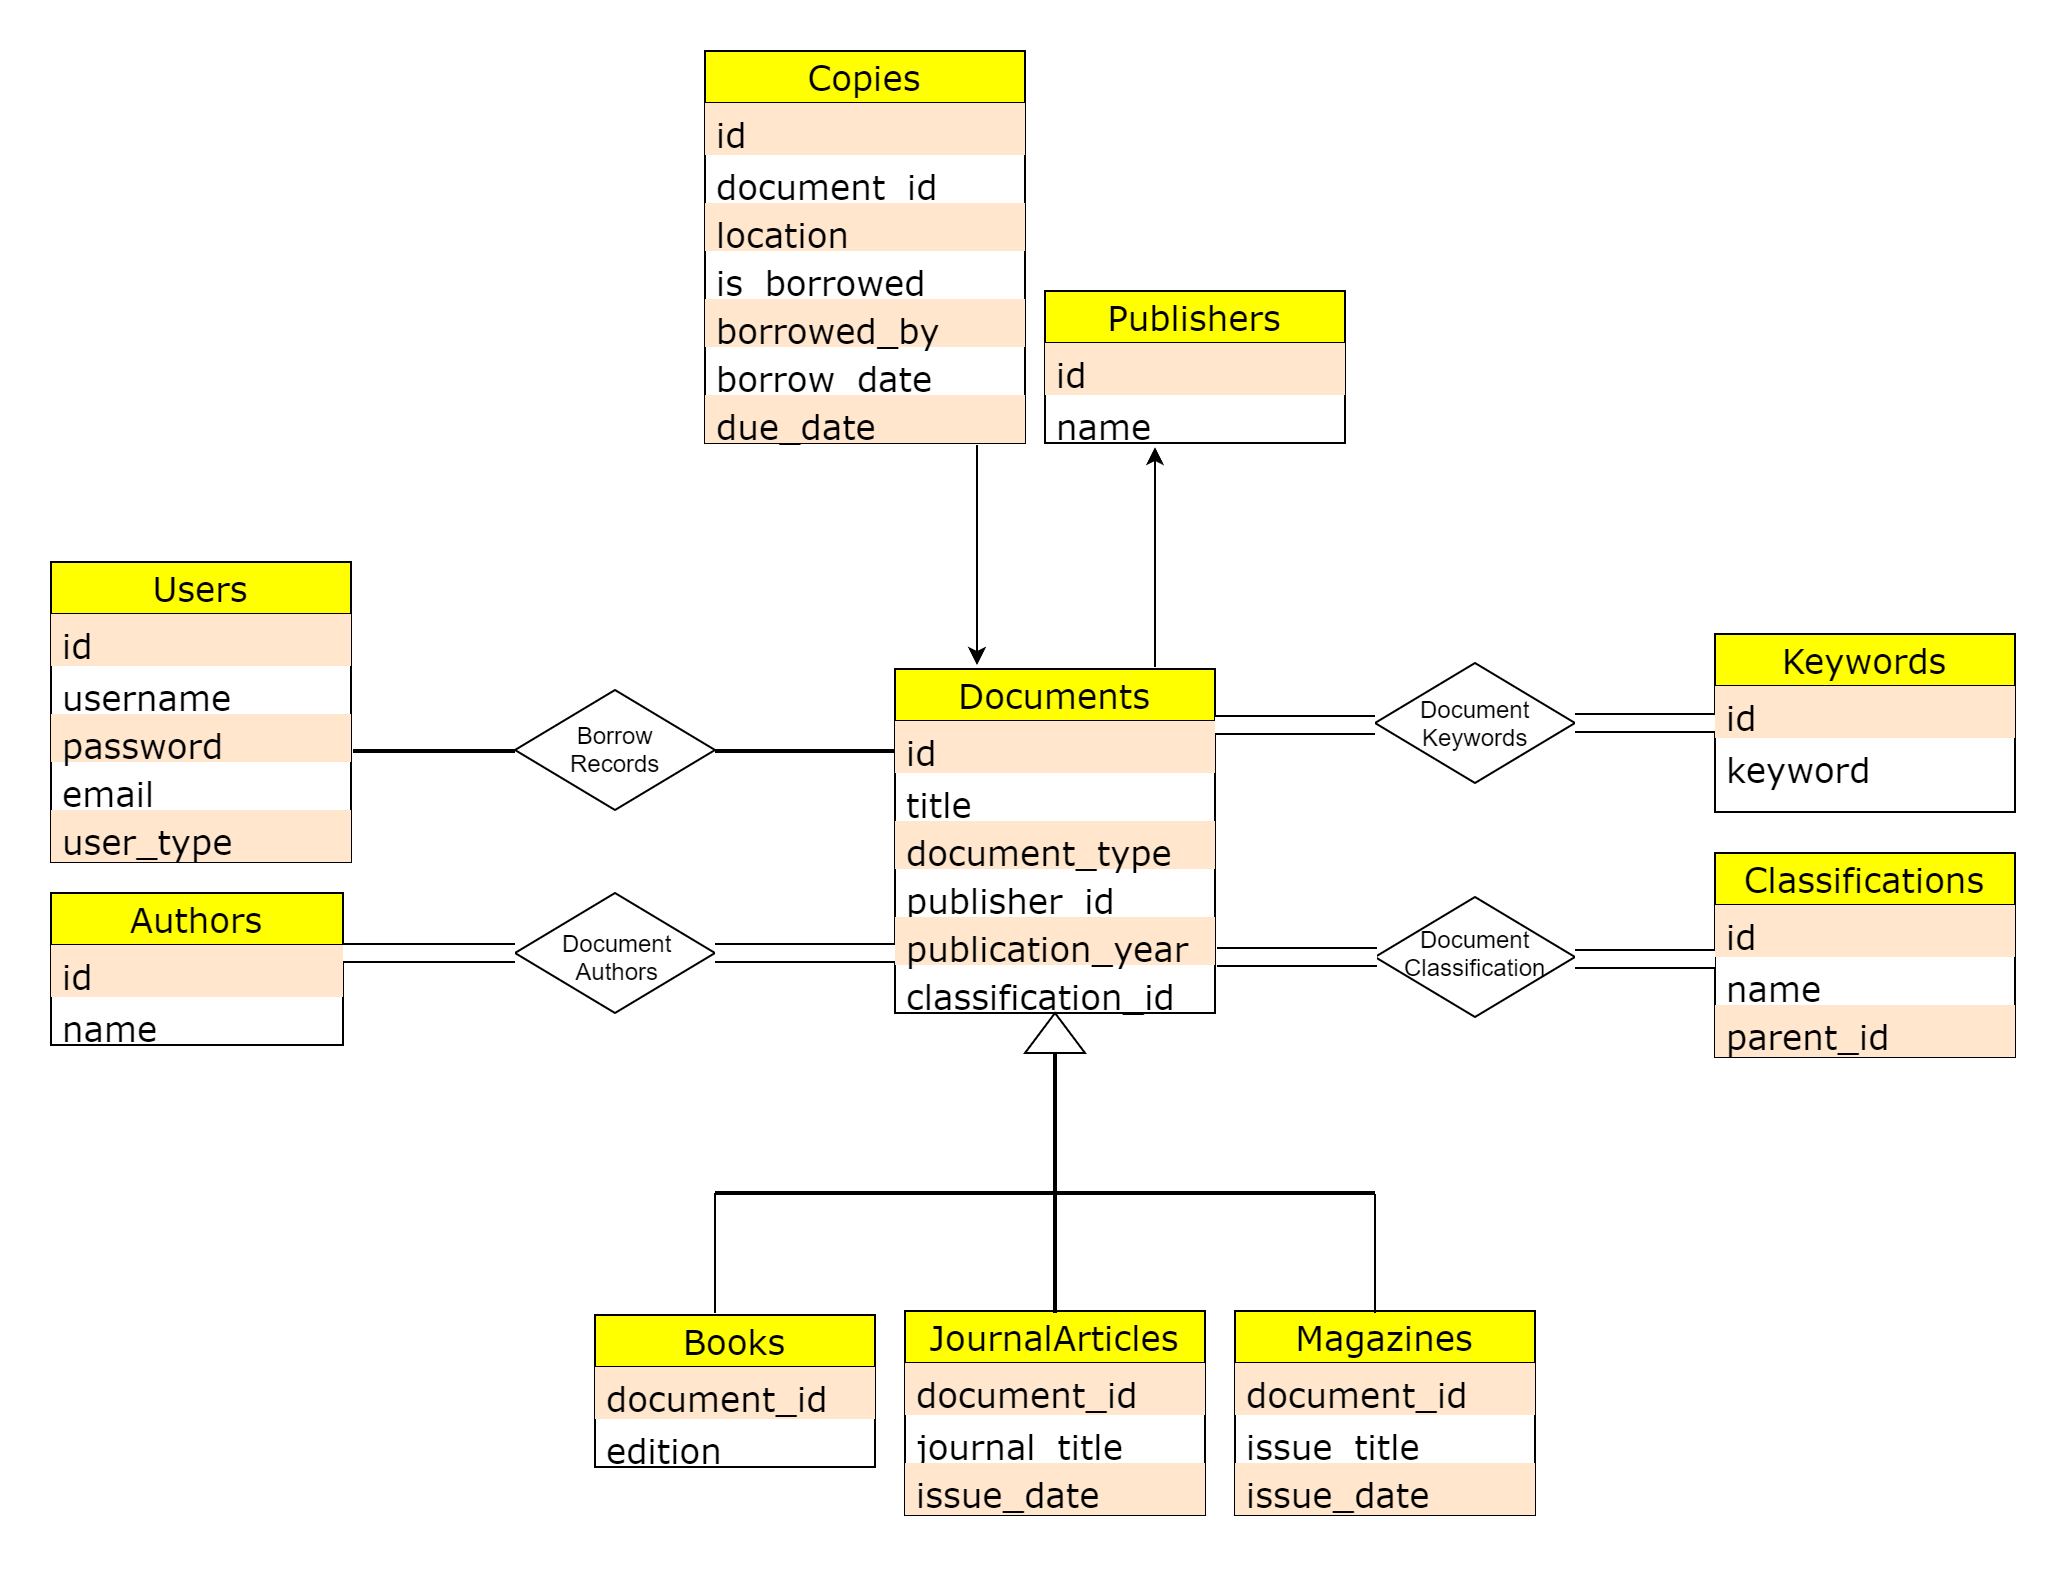 Copies
id
document_id
location
is_borrowed
borrowed_by
borrow_date
due_date
Publishers
id
name
Users
id
username
password
email
user_type
Borrow
Records
Documents
id
title
document_type
publisher_id
publication_year
classification_id
Document
Keywords
Keywords
id
keyword
Authors
id
name
Document
Authors
Document
Classification
Classifications
id
name
parent_id
Books
document_id
edition
JournalArticles
document_id
journal_title
issue_date
Magazines
document_id
issue_title
issue_date